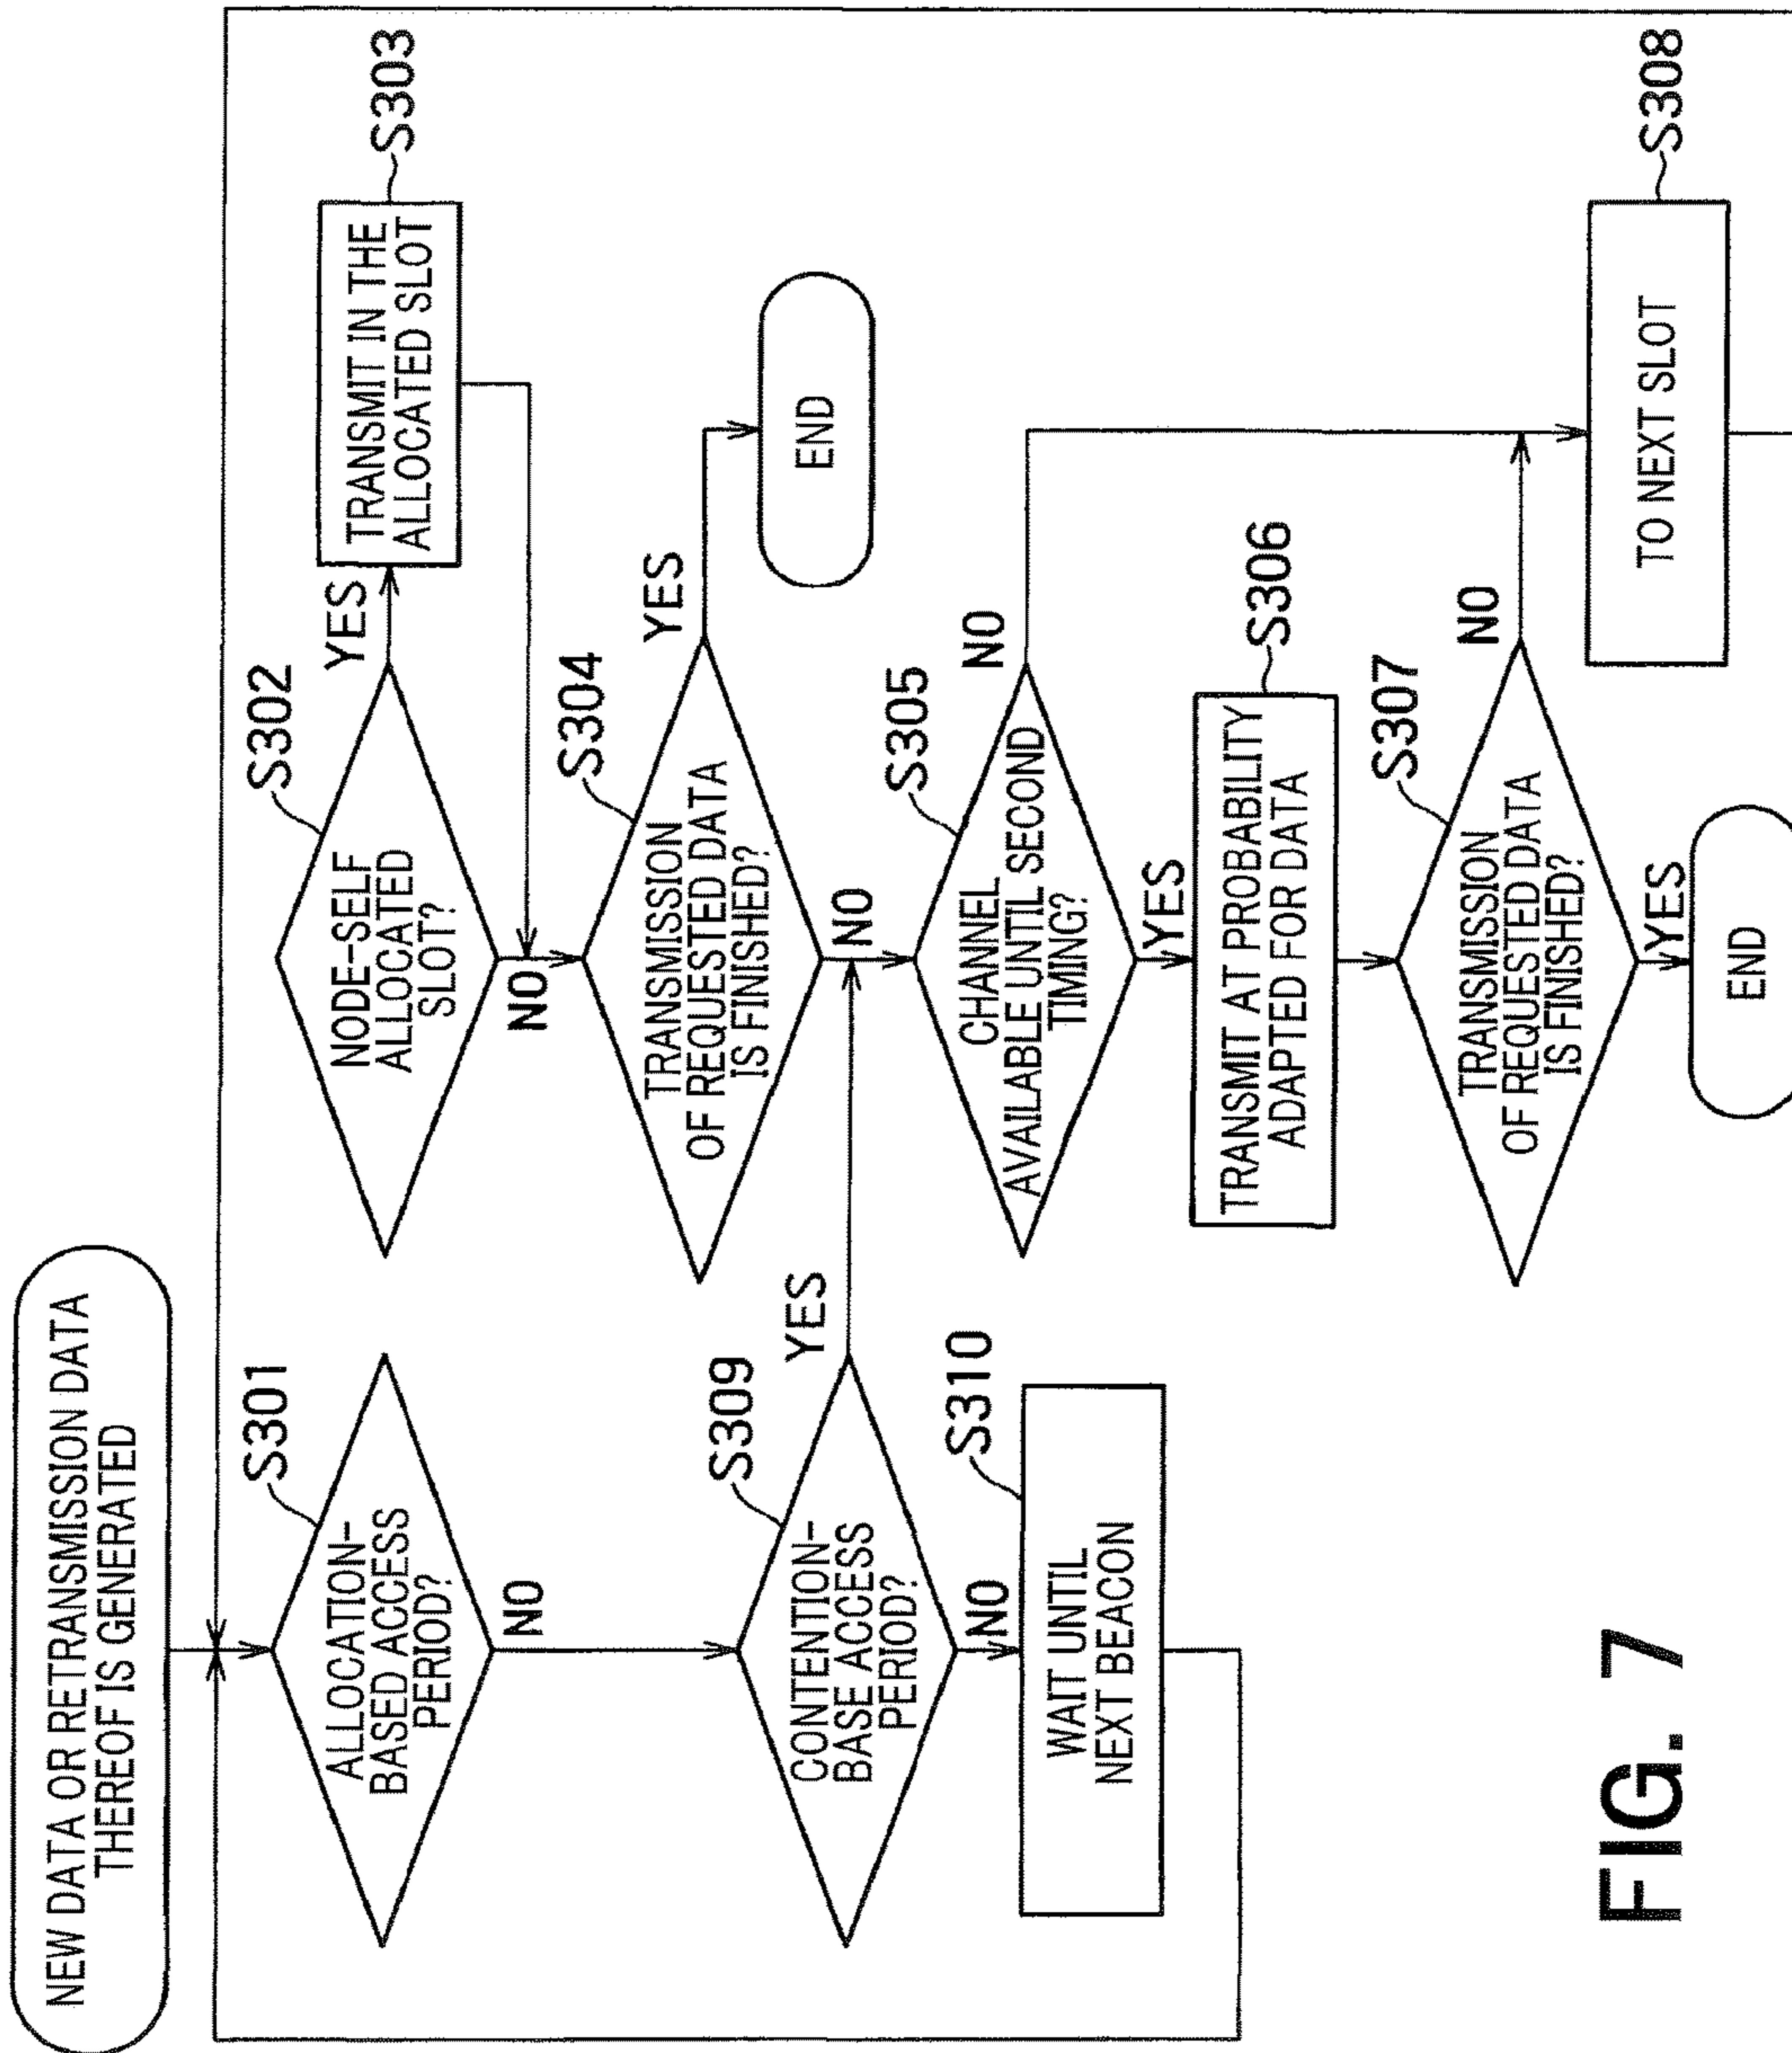 NEW DATA OR RETRANSMISSION DATA
THEREOF IS GENERATED
S301
ALLOCATION-
BASED ACCESS
PERIOD?
NO
S302
NODE-SELF
ALLOCATED
SLOT?
YES
NO
S303
TRANSMIT IN THE
ALLOCATED SLOT
S304
TRANSMISSION
OF REQUESTED DATA
IS FINISHED?
YES
NO
END
S309
CONTENTION-
BASE ACCESS
PERIOD?
YES
NO
S305
CHANNEL
AVAILABLE UNTIL SECOND
TIMING?
NO
YES
S310
WAIT UNTIL
NEXT BEACON
S306
TRANSMIT AT PROBABILITY
ADAPTED FOR DATA
S307
TRANSMISSION
OF REQUESTED DATA
IS FINISHED?
NO
YES
S308
TO NEXT SLOT
END
FIG. 7